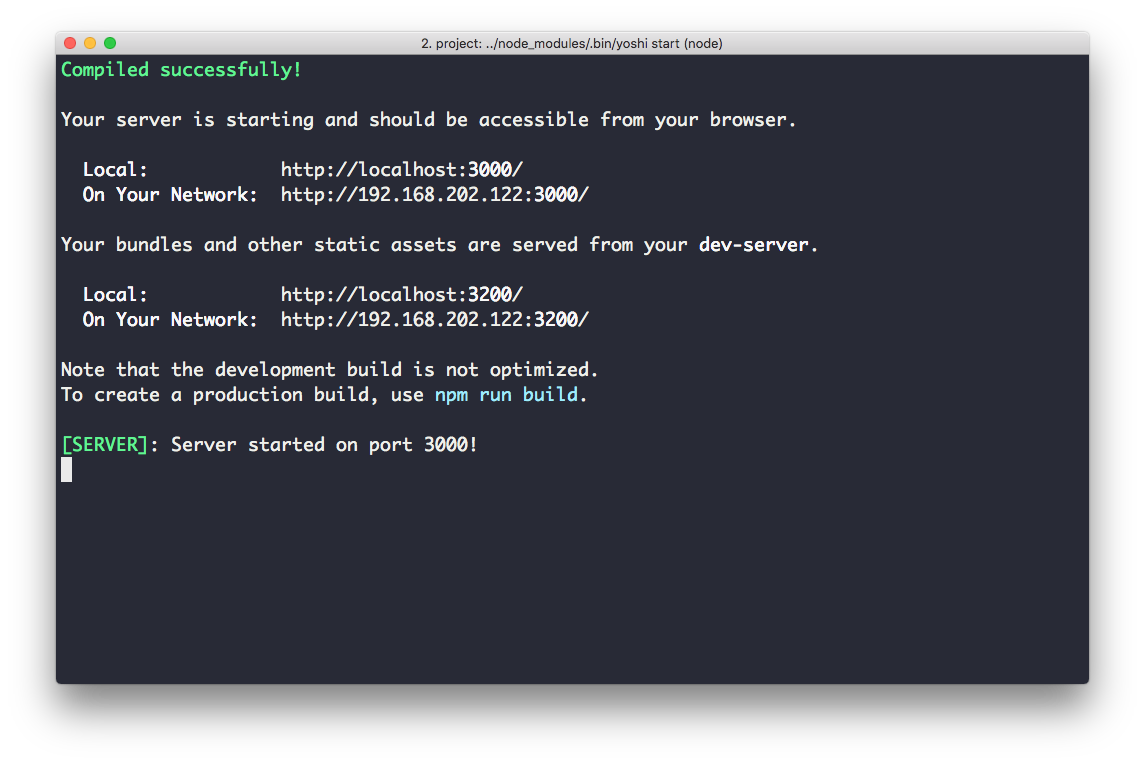 2. project: ../node_modules/.bin/yoshi start (node)
Compiled successfully!
Your server is starting and should be accessible from your browser.
Local: http://localhost:3000/
On Your Network: http://192.168.202.122:3000/
Your bundles and other static assets are served from your dev-server.
Local: http://localhost:3200/
On Your Network: http://192.168.202.122:3200/
Note that the development build is not optimized.
To create a production build, use npm run build.
[SERVER]: Server started on port 3000!